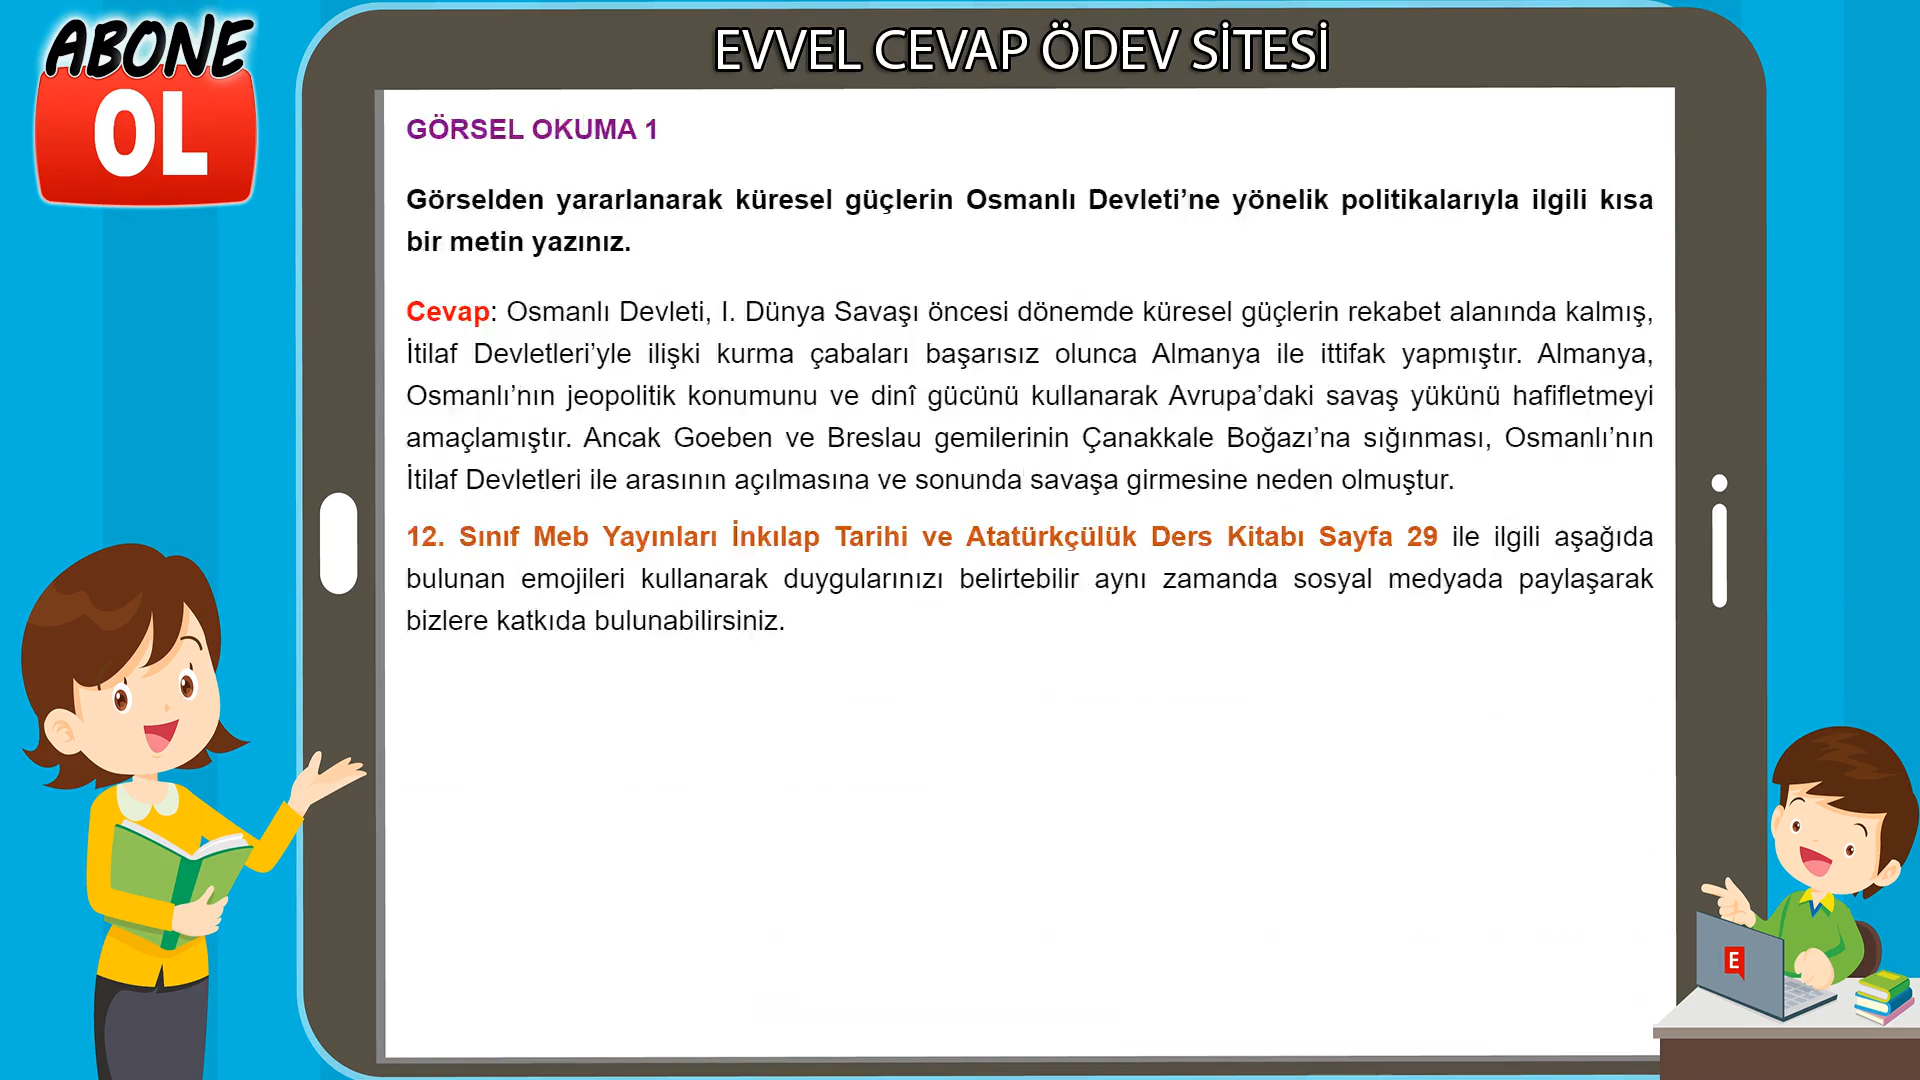 ABONE
OL
EVVEL CEVAP ÖDEV SİTESİ
GÖRSEL OKUMA 1
Görselden yararlanarak küresel güçlerin Osmanlı Devleti’ne yönelik politikalarıyla ilgili kısa
bir metin yazınız.
Cevap: Osmanlı Devleti, I. Dünya Savaşı öncesi dönemde küresel güçlerin rekabet alanında kalmış,
İtilaf Devletleri’yle ilişki kurma çabaları başarısız olunca Almanya ile ittifak yapmıştır. Almanya,
Osmanlı’nın jeopolitik konumunu ve dinî gücünü kullanarak Avrupa’daki savaş yükünü hafifletmeyi
amaçlamıştır. Ancak Goeben ve Breslau gemilerinin Çanakkale Boğazı’na sığınması, Osmanlı’nın
İtilaf Devletleri ile arasının açılmasına ve sonunda savaşa girmesine neden olmuştur.
12. Sınıf Meb Yayınları İnkılap Tarihi ve Atatürkçülük Ders Kitabı Sayfa 29 ile ilgili aşağıda
bulunan emojileri kullanarak duygularınızı belirtebilir aynı zamanda sosyal medyada paylaşarak
bizlere katkıda bulunabilirsiniz.
E